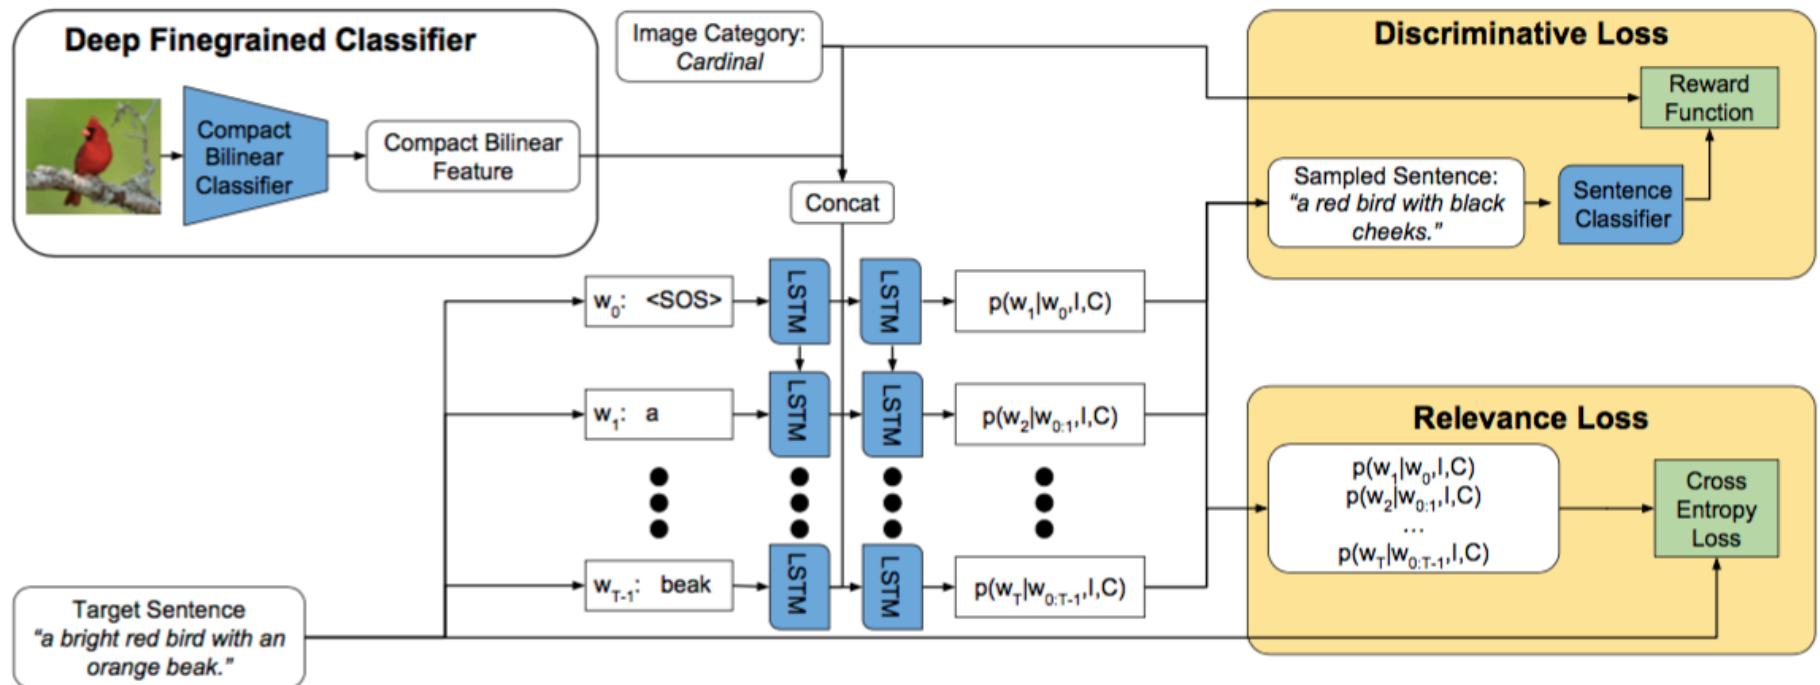 Deep Finegrained Classifier
Compact
Bilinear
Classifier
Compact Bilinear
Feature
Image Category:
Cardinal
Concat
Discriminative Loss
Reward
Function
Sampled Sentence:
“a red bird with black
cheeks.”
Sentence
Classifier
w₀: <SOS>
LSTM
LSTM
p(w₁|w₀,I,C)
w₁: a
LSTM
LSTM
p(w₂|w₀:₁,I,C)
w_T-1: beak
LSTM
LSTM
p(w_T|w₀:T-1,I,C)
Relevance Loss
p(w₁|w₀,I,C)
p(w₂|w₀:₁,I,C)
...
p(w_T|w₀:T-1,I,C)
Cross
Entropy
Loss
Target Sentence
“a bright red bird with an
orange beak.”